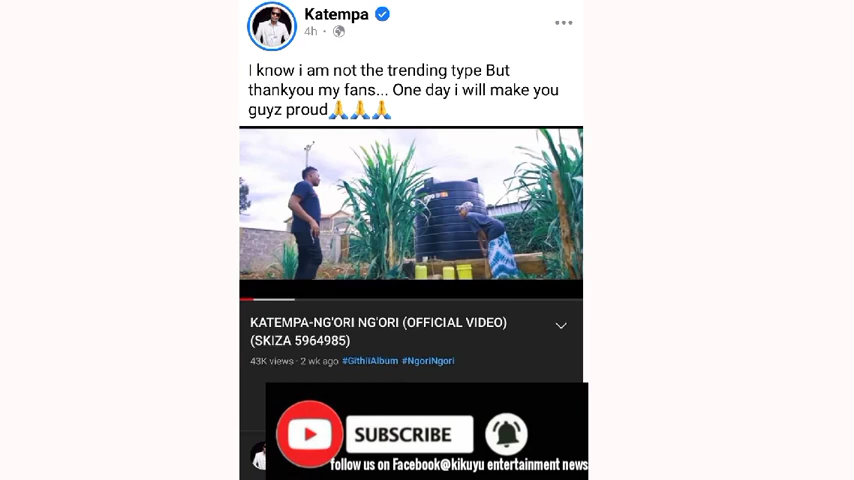 Katempa
4h ·
I know i am not the trending type But
thankyou my fans... One day i will make you
guyz proud🙏🙏🙏
KATEMPA-NG'ORI NG'ORI (OFFICIAL VIDEO)
(SKIZA 5964985)
43K views · 2 wk ago #GIthiiAlbum #NgoriNgori
SUBSCRIBE
follow us on Facebook@kikuyu entertainment news